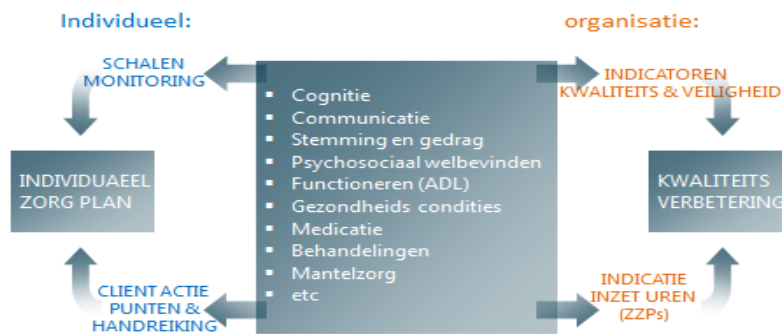 Individueel:
organisatie:
SCHALEN
MONITORING
INDIVIDUAEEL
ZORG PLAN
CLIENT ACTIE
PUNTEN &
HANDREIKING
▪ Cognitie
▪ Communicatie
▪ Stemming en gedrag
▪ Psychosociaal welbevinden
▪ Functioneren (ADL)
▪ Gezondheids condities
▪ Medicatie
▪ Behandelingen
▪ Mantelzorg
▪ etc
INDICATOREN
KWALITEITS & VEILIGHEID
KWALITEITS
VERBETERING
INDICATIE
INZET UREN
(ZZPs)